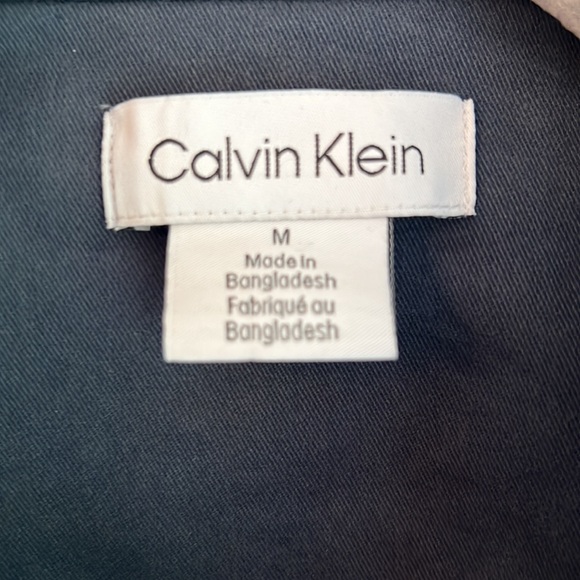 Calvin Klein
M
Made In
Bangladesh
Fabriqué au
Bangladesh